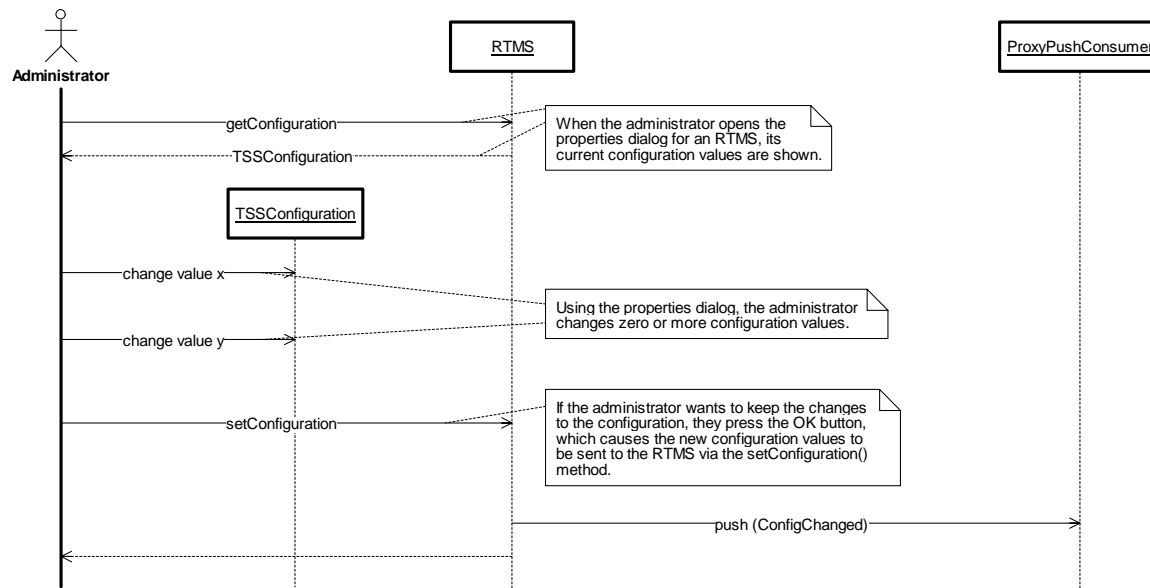 RTMS
ProxyPushConsumer
Administrator
getConfiguration
When the administrator opens the
properties dialog for an RTMS, its
current configuration values are shown.
TSSConfiguration
TSSConfiguration
change value x
Using the properties dialog, the administrator
changes zero or more configuration values.
change value y
If the administrator wants to keep the changes
to the configuration, they press the OK button,
which causes the new configuration values to
be sent to the RTMS via the setConfiguration()
method.
setConfiguration
push (ConfigChanged)